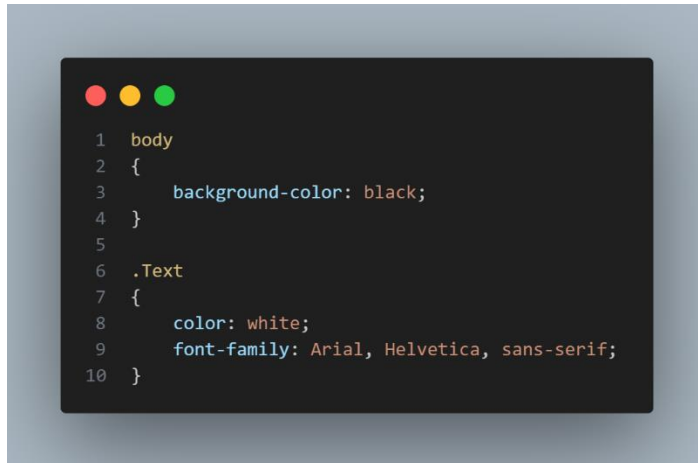 1 body
2 {
3     background-color: black;
4 }
5
6 .Text
7 {
8     color: white;
9     font-family: Arial, Helvetica, sans-serif;
10 }